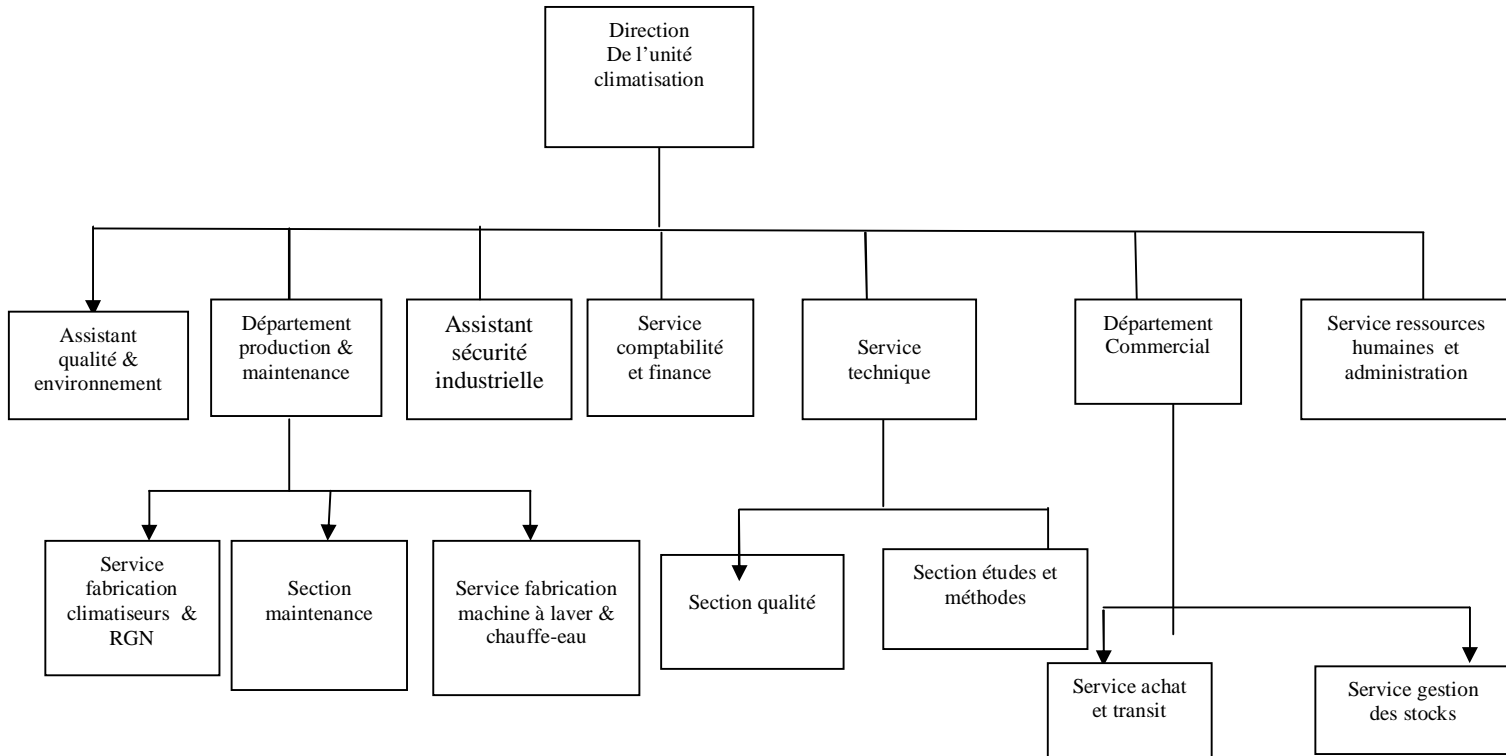 Direction
De l’unité
climatisation
Assistant
qualité &
environnement
Département
production &
maintenance
Assistant
sécurité
industrielle
Service
comptabilité
et finance
Service
technique
Département
Commercial
Service ressources
humaines et
administration
Service
fabrication
climatiseurs &
RGN
Section
maintenance
Service fabrication
machine à laver &
chauffe-eau
Section qualité
Section études et
méthodes
Service achat
et transit
Service gestion
des stocks